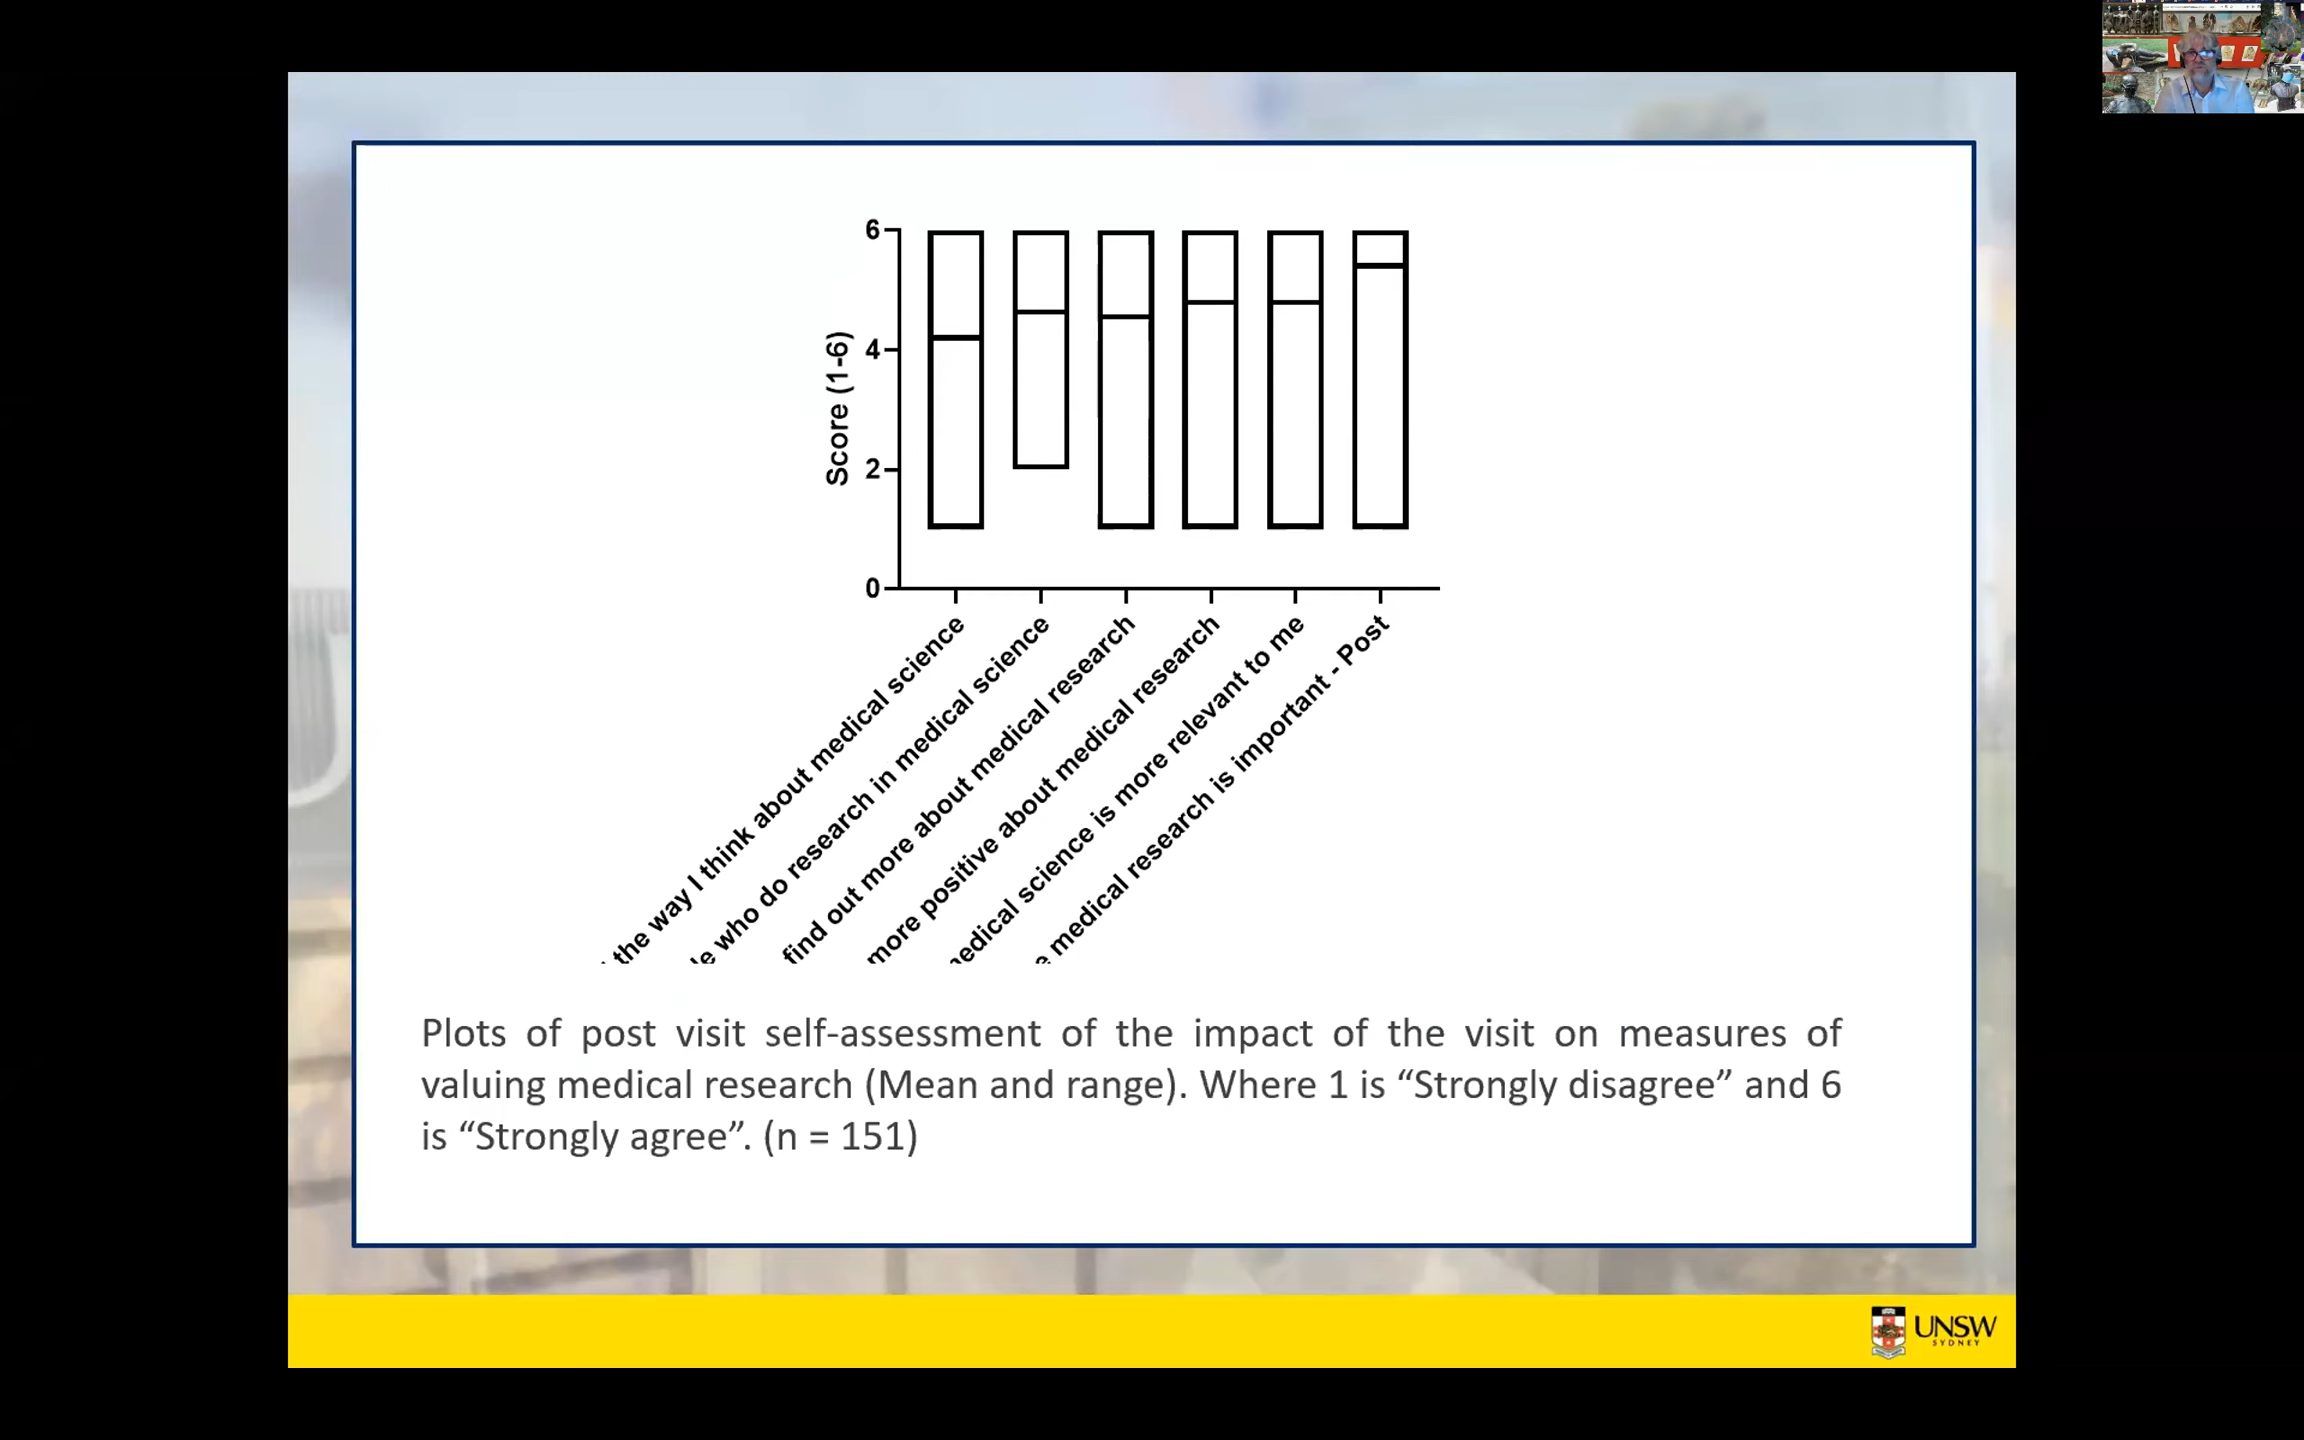 6
4
2
0
Score (1-6)
the way I think about medical science
who do research in medical science
find out more about medical research
more positive about medical research
medical science is more relevant to me
medical research is important - Post
Plots of post visit self-assessment of the impact of the visit on measures of
valuing medical research (Mean and range). Where 1 is “Strongly disagree” and 6
is “Strongly agree”. (n = 151)
UNSW
SYDNEY